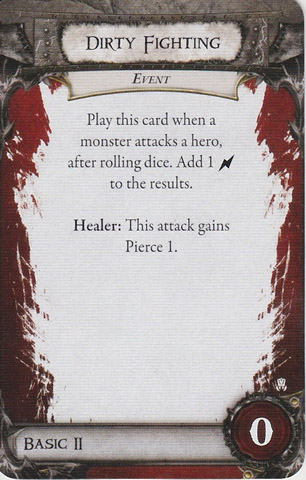 Dirty Fighting
Event
Play this card when a
monster attacks a hero,
after rolling dice. Add 1
to the results.
Healer: This attack gains
Pierce 1.
Basic II
0